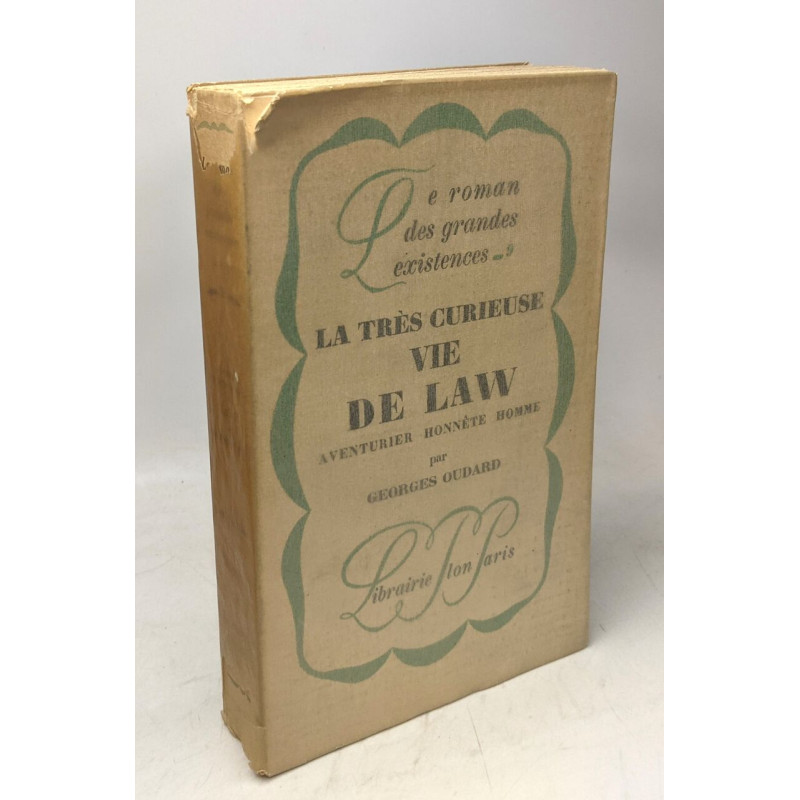 Le roman
des grandes
existences - 9
LA TRÈS CURIEUSE
VIE
DE LAW
AVENTURIER HONNÊTE HOMME
par
GEORGES OUDARD
Librairie Plon Paris